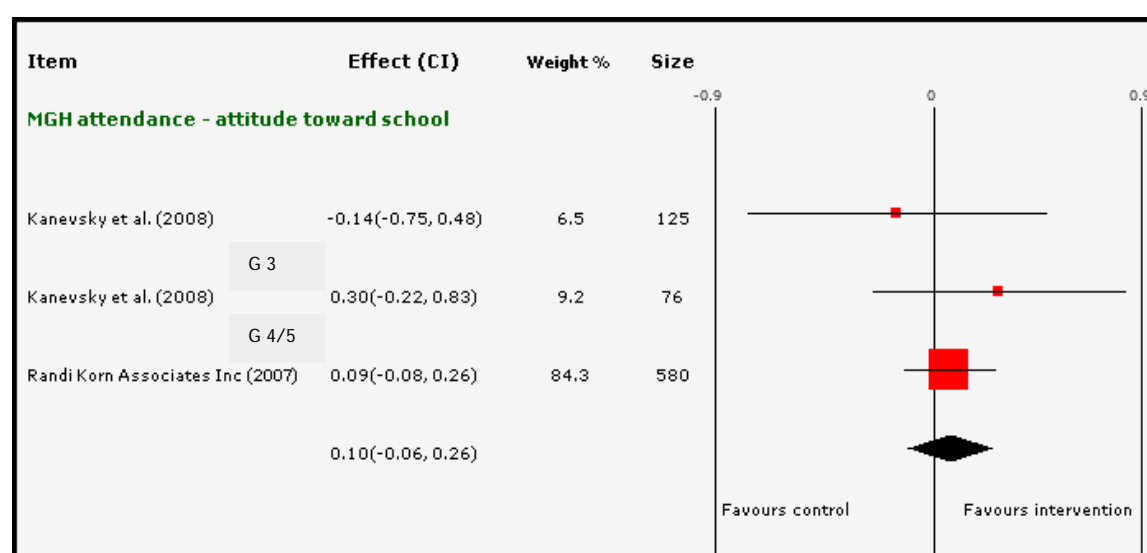 Item Effect (CI) Weight % Size
-0.9 0 0.9
MGH attendance - attitude toward school
Kanevsky et al. (2008) -0.14(-0.75, 0.48) 6.5 125
G 3
Kanevsky et al. (2008) 0.30(-0.22, 0.83) 9.2 76
G 4/5
Randi Korn Associates Inc (2007) 0.09(-0.08, 0.26) 84.3 580
0.10(-0.06, 0.26)
Favours control Favours intervention